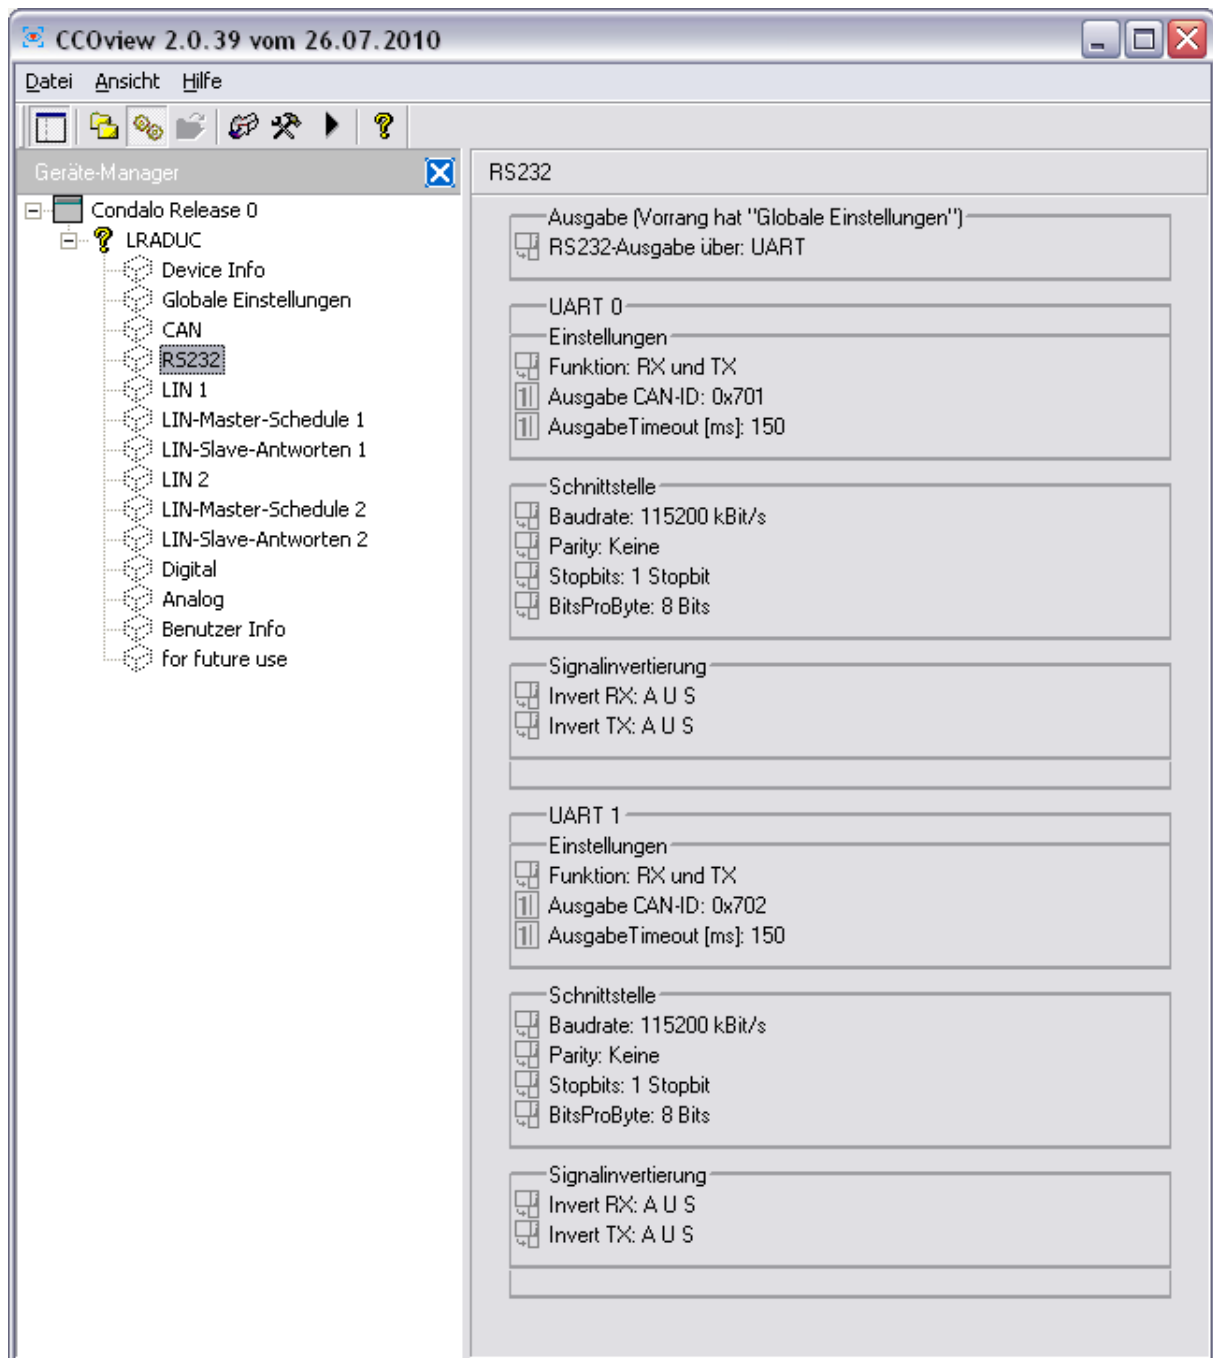 CCOview 2.0.39 vom 26.07.2010
Datei Ansicht Hilfe
Geräte-Manager
Condalo Release 0
LRADUC
Device Info
Globale Einstellungen
CAN
RS232
LIN 1
LIN-Master-Schedule 1
LIN-Slave-Antworten 1
LIN 2
LIN-Master-Schedule 2
LIN-Slave-Antworten 2
Digital
Analog
Benutzer Info
for future use
RS232
Ausgabe (Vorrang hat "Globale Einstellungen")
RS232-Ausgabe über: UART
UART 0
Einstellungen
Funktion: RX und TX
Ausgabe CAN-ID: 0x701
AusgabeTimeout [ms]: 150
Schnittstelle
Baudrate: 115200 kBit/s
Parity: Keine
Stopbits: 1 Stopbit
BitsProByte: 8 Bits
Signalinvertierung
Invert RX: A U S
Invert TX: A U S
UART 1
Einstellungen
Funktion: RX und TX
Ausgabe CAN-ID: 0x702
AusgabeTimeout [ms]: 150
Schnittstelle
Baudrate: 115200 kBit/s
Parity: Keine
Stopbits: 1 Stopbit
BitsProByte: 8 Bits
Signalinvertierung
Invert RX: A U S
Invert TX: A U S